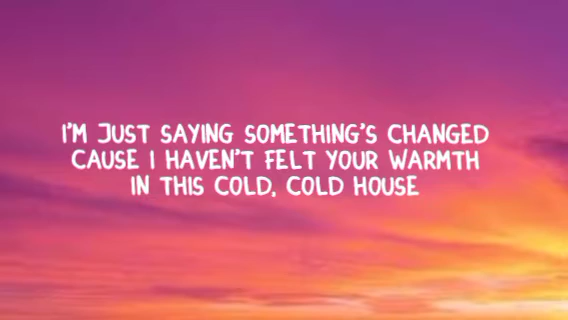 I'M JUST SAYING SOMETHING'S CHANGED
CAUSE I HAVEN'T FELT YOUR WARMTH
IN THIS COLD, COLD HOUSE